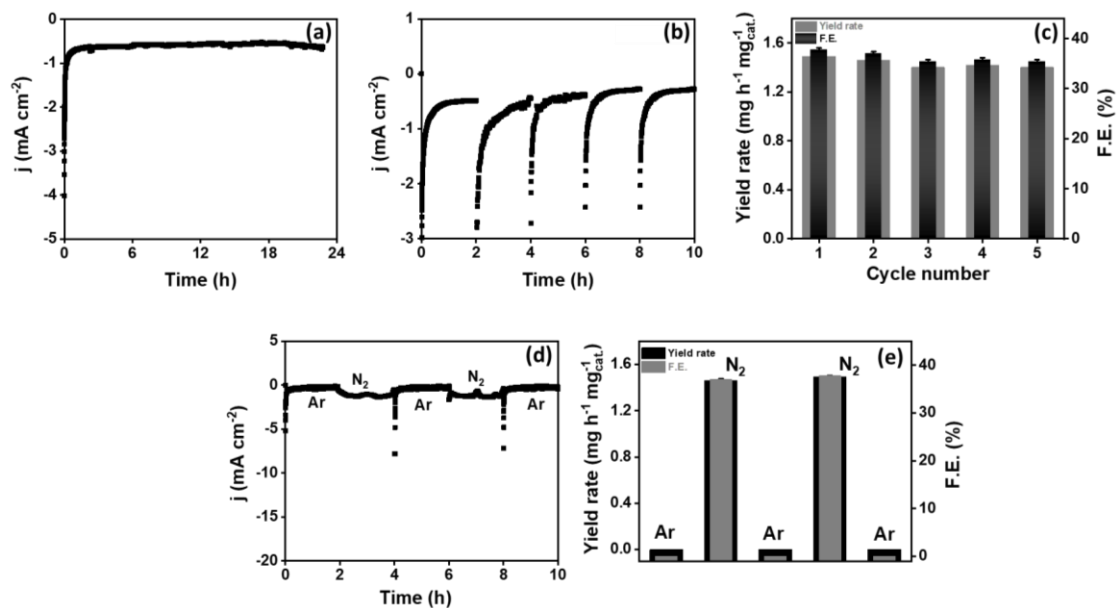 (a)
0
-1
-2
-3
-4
-5
j (mA cm⁻²)
0 6 12 18 24
Time (h)
(b)
1
0
-1
-2
-3
j (mA cm⁻²)
0 2 4 6 8 10
Time (h)
(c)
Yield rate
F.E.
1.6
1.2
0.8
0.4
0.0
Yield rate (mg h⁻¹ mg⁻¹cat.)
40
30
20
10
0
F.E. (%)
1 2 3 4 5
Cycle number
(d)
5
0
-5
-10
-15
-20
j (mA cm⁻²)
Ar N₂ Ar N₂ Ar
0 2 4 6 8 10
Time (h)
(e)
Yield rate
F.E.
1.6
1.2
0.8
0.4
0.0
Yield rate (mg h⁻¹ mg⁻¹cat.)
40
30
20
10
0
F.E. (%)
Ar N₂ Ar N₂ Ar